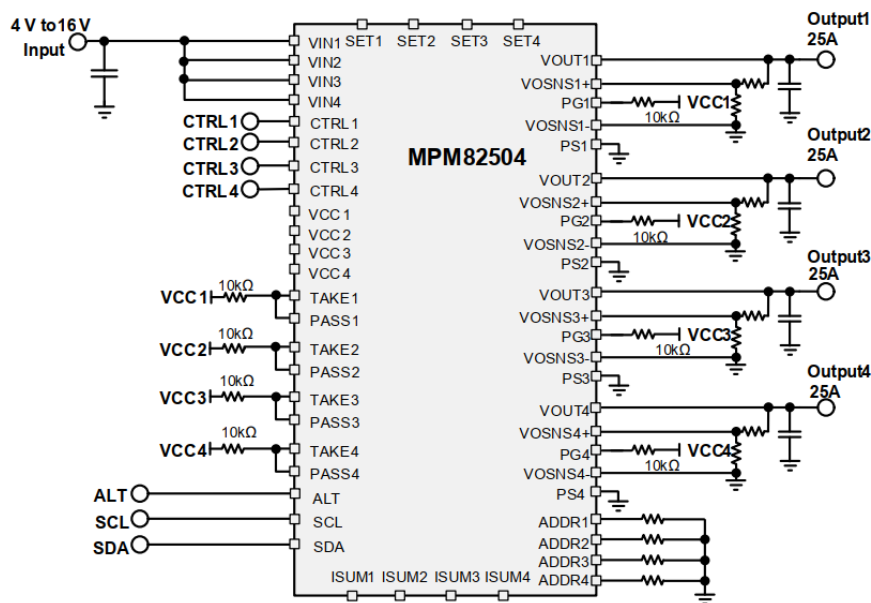 4 V to16 V
Input
SET1 SET2 SET3 SET4
Output1
25A
VIN1
VIN2
VIN3
VIN4
CTRL1
CTRL1
CTRL2
CTRL2
CTRL3
CTRL3
CTRL4
CTRL4
VCC1
VCC2
VCC3
VCC4
VCC1
10kΩ
TAKE1
PASS1
VCC2
10kΩ
TAKE2
PASS2
VCC3
10kΩ
TAKE3
PASS3
VCC4
10kΩ
TAKE4
PASS4
ALT
ALT
SCL
SCL
SDA
SDA
MPM82504
VOUT1
VOSNS1+
PG1
VCC1
10kΩ
VOSNS1-
PS1
Output2
25A
VOUT2
VOSNS2+
PG2
VCC2
10kΩ
VOSNS2-
PS2
Output3
25A
VOUT3
VOSNS3+
PG3
VCC3
10kΩ
VOSNS3-
PS3
Output4
25A
VOUT4
VOSNS4+
PG4
VCC4
10kΩ
VOSNS4-
PS4
ADDR1
ADDR2
ADDR3
ADDR4
ISUM1 ISUM2 ISUM3 ISUM4